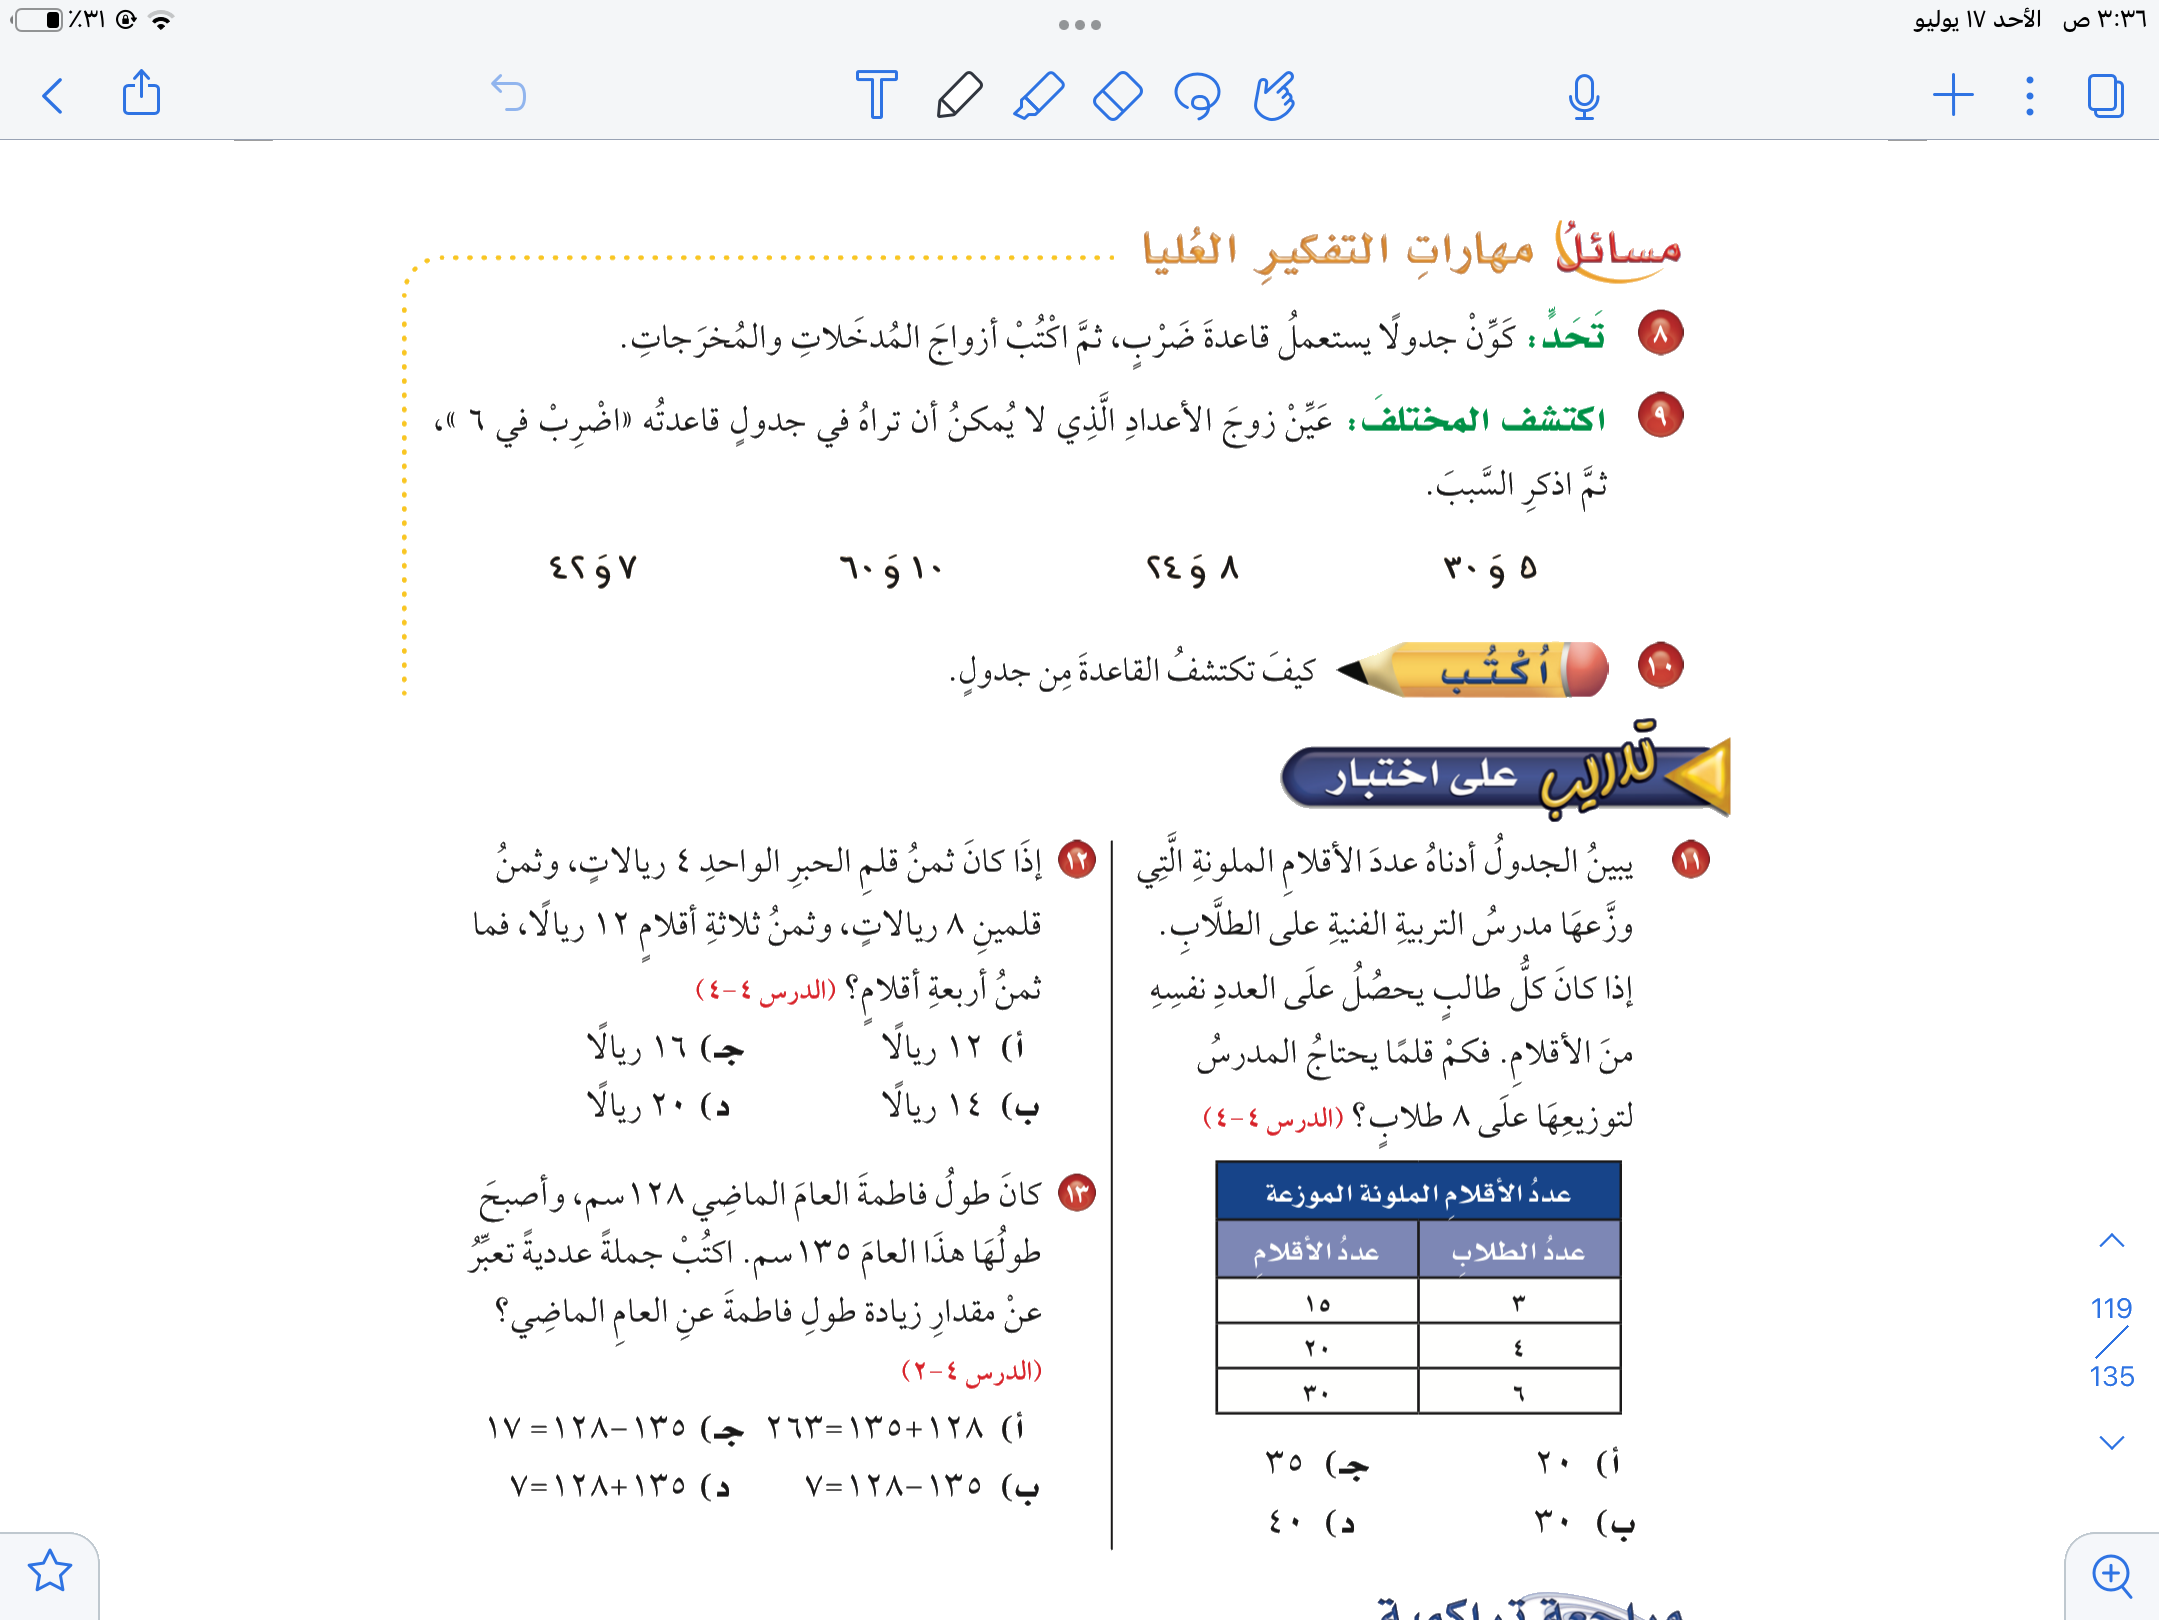 ٣:٣٦ ص الأحد ١٧ يوليو
٣١٪
مسائلُ مهاراتِ التفكيرِ العُليا
٨ تَحَدٍّ: كَوِّنْ جدولًا يستعملُ قاعدةَ ضَرْبٍ، ثمَّ اكْتُبْ أزواجَ المُدخَلاتِ والمُخرَجاتِ.
٩ اكتشف المختلفَ: عَيِّنْ زوجَ الأعدادِ الَّذِي لا يُمكنُ أن تراهُ في جدولٍ قاعدتُه «اضْرِبْ في ٦»،
ثمَّ اذكرِ السَّببَ.
٥ وَ ٣٠ ٨ وَ ٢٤ ١٠ وَ ٦٠ ٧ وَ ٤٢
١٠ اُكْتُب كيفَ تكتشفُ القاعدةَ مِن جدولٍ.
تَدريب على اختبار
١١ يبينُ الجدولُ أدناهُ عددَ الأقلامِ الملونةِ الَّتِي
وزَّعهَا مدرسُ التربيةِ الفنيةِ على الطلَّابِ.
إذا كانَ كلُّ طالبٍ يحصُلُ علَى العددِ نفسِهِ
منَ الأقلامِ. فكمْ قلمًا يحتاجُ المدرسُ
لتوزيعِهَا علَى ٨ طلابٍ؟ (الدرس ٤-٤)
عددُ الأقلامِ الملونة الموزعة
عددُ الطلابِ عددُ الأقلامِ
٣ ١٥
٤ ٢٠
٦ ٣٠
أ) ٢٠ جـ) ٣٥
ب) ٣٠ د) ٤٠
١٢ إذَا كانَ ثمنُ قلمِ الحبرِ الواحدِ ٤ ريالاتٍ، وثمنُ
قلمينِ ٨ ريالاتٍ، وثمنُ ثلاثةِ أقلامٍ ١٢ ريالًا، فما
ثمنُ أربعةِ أقلامٍ؟ (الدرس ٤-٤)
أ) ١٢ ريالًا جـ) ١٦ ريالًا
ب) ١٤ ريالًا د) ٢٠ ريالًا
١٣ كانَ طولُ فاطمةَ العامَ الماضِي ١٢٨سم، وأصبحَ
طولُهَا هذَا العامَ ١٣٥سم. اكتُبْ جملةً عدديةً تعبِّرُ
عنْ مقدارِ زيادة طولِ فاطمةَ عنِ العامِ الماضِي؟
(الدرس ٤-٢)
أ) ١٢٨+١٣٥=٢٦٣ جـ) ١٣٥-١٢٨= ١٧
ب) ١٣٥-١٢٨=٧ د) ١٣٥+١٢٨=٧
مراجعة تراكمية
119
135